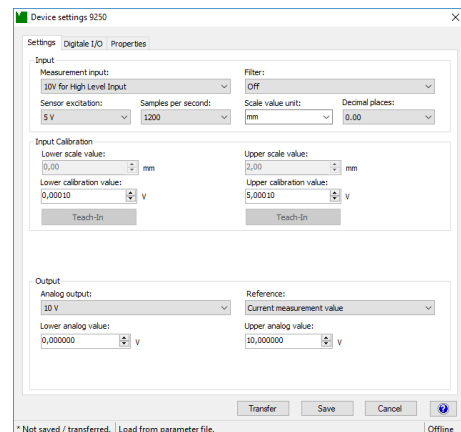 Device settings 9250
Settings Digitale I/O Properties
Input
Measurement input: Filter:
10V for High Level Input Off
Sensor excitation: Samples per second: Scale value unit: Decimal places:
5 V 1200 mm 0.00
Input Calibration
Lower scale value: Upper scale value:
0,00 mm 2,00 mm
Lower calibration value: Upper calibration value:
0,00010 V 5,00010 V
Teach-In Teach-In
Output
Analog output: Reference:
10 V Current measurement value
Lower analog value: Upper analog value:
0,000000 V 10,000000 V
Transfer Save Cancel ?
* Not saved / transferred. Load from parameter file. Offline